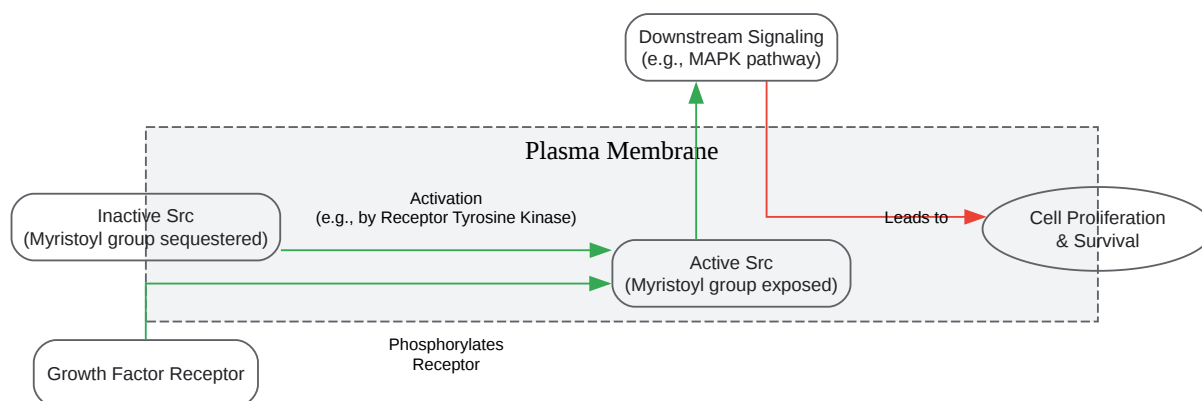 Downstream Signaling
(e.g., MAPK pathway)
Plasma Membrane
Inactive Src
(Myristoyl group sequestered)
Activation
(e.g., by Receptor Tyrosine Kinase)
Leads to
Cell Proliferation
& Survival
Active Src
(Myristoyl group exposed)
Phosphorylates
Receptor
Growth Factor Receptor